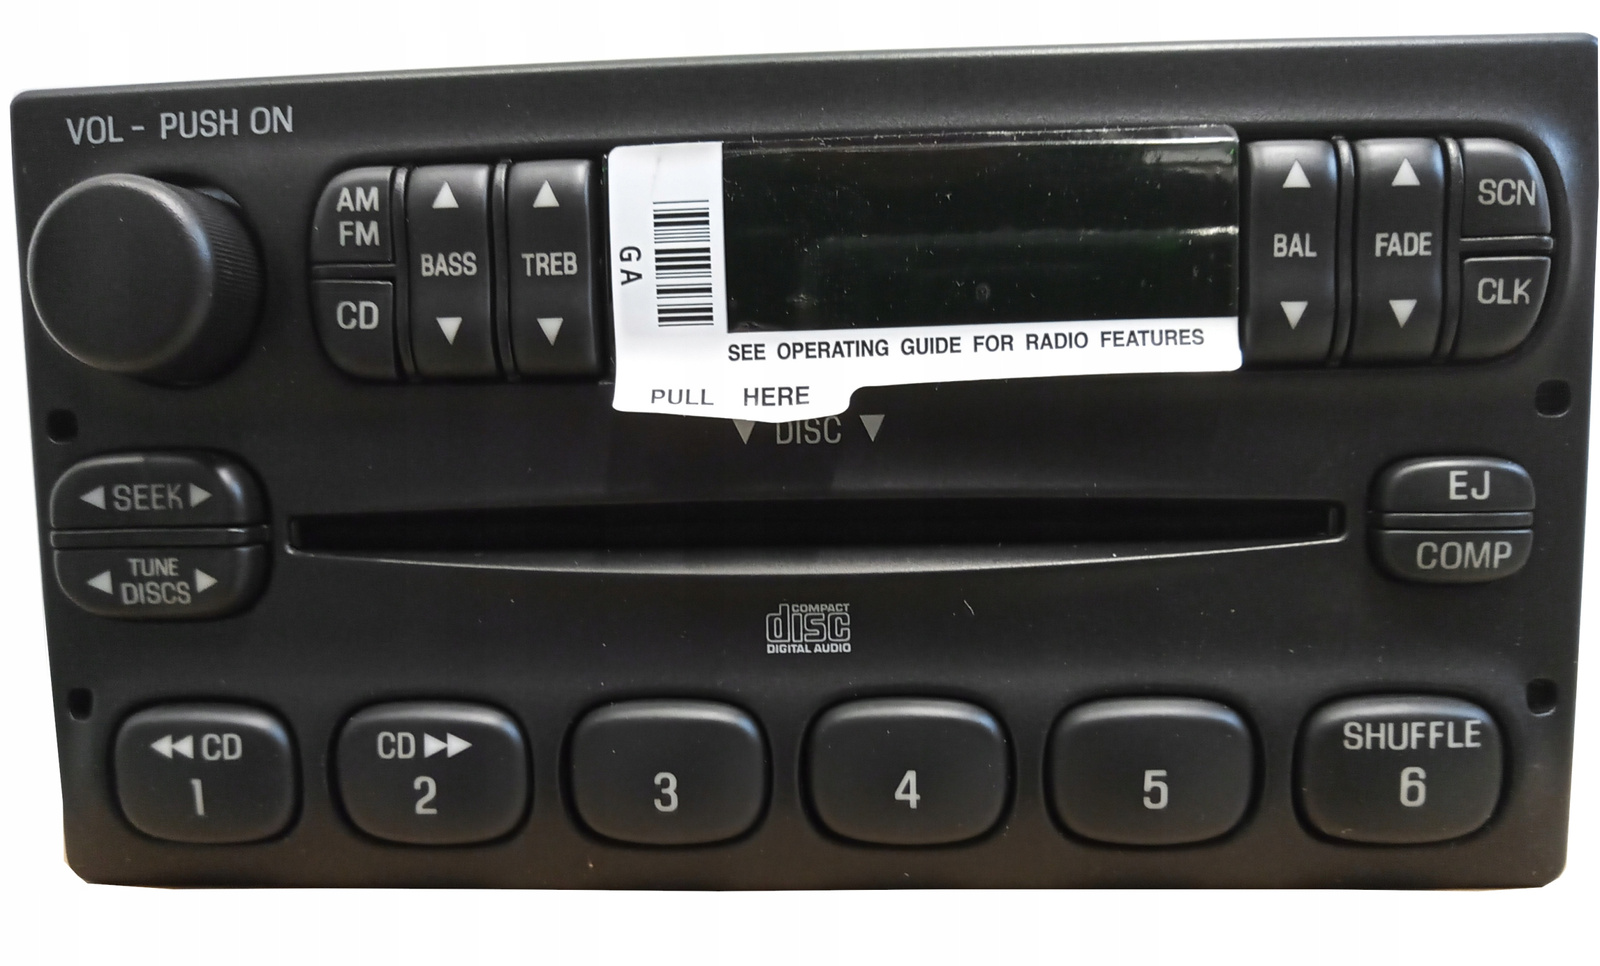 VOL - PUSH ON
AM
FM
CD
▲
BASS
▼
▲
TREB
▼
GA
SEE OPERATING GUIDE FOR RADIO FEATURES
PULL HERE
▲
BAL
▼
▲
FADE
▼
SCN
CLK
▼ DISC ▼
◀ SEEK ▶
◀ TUNE DISCS ▶
EJ
COMP
COMPACT
disc
DIGITAL AUDIO
◀◀ CD
1
CD ▶▶
2
3
4
5
SHUFFLE
6